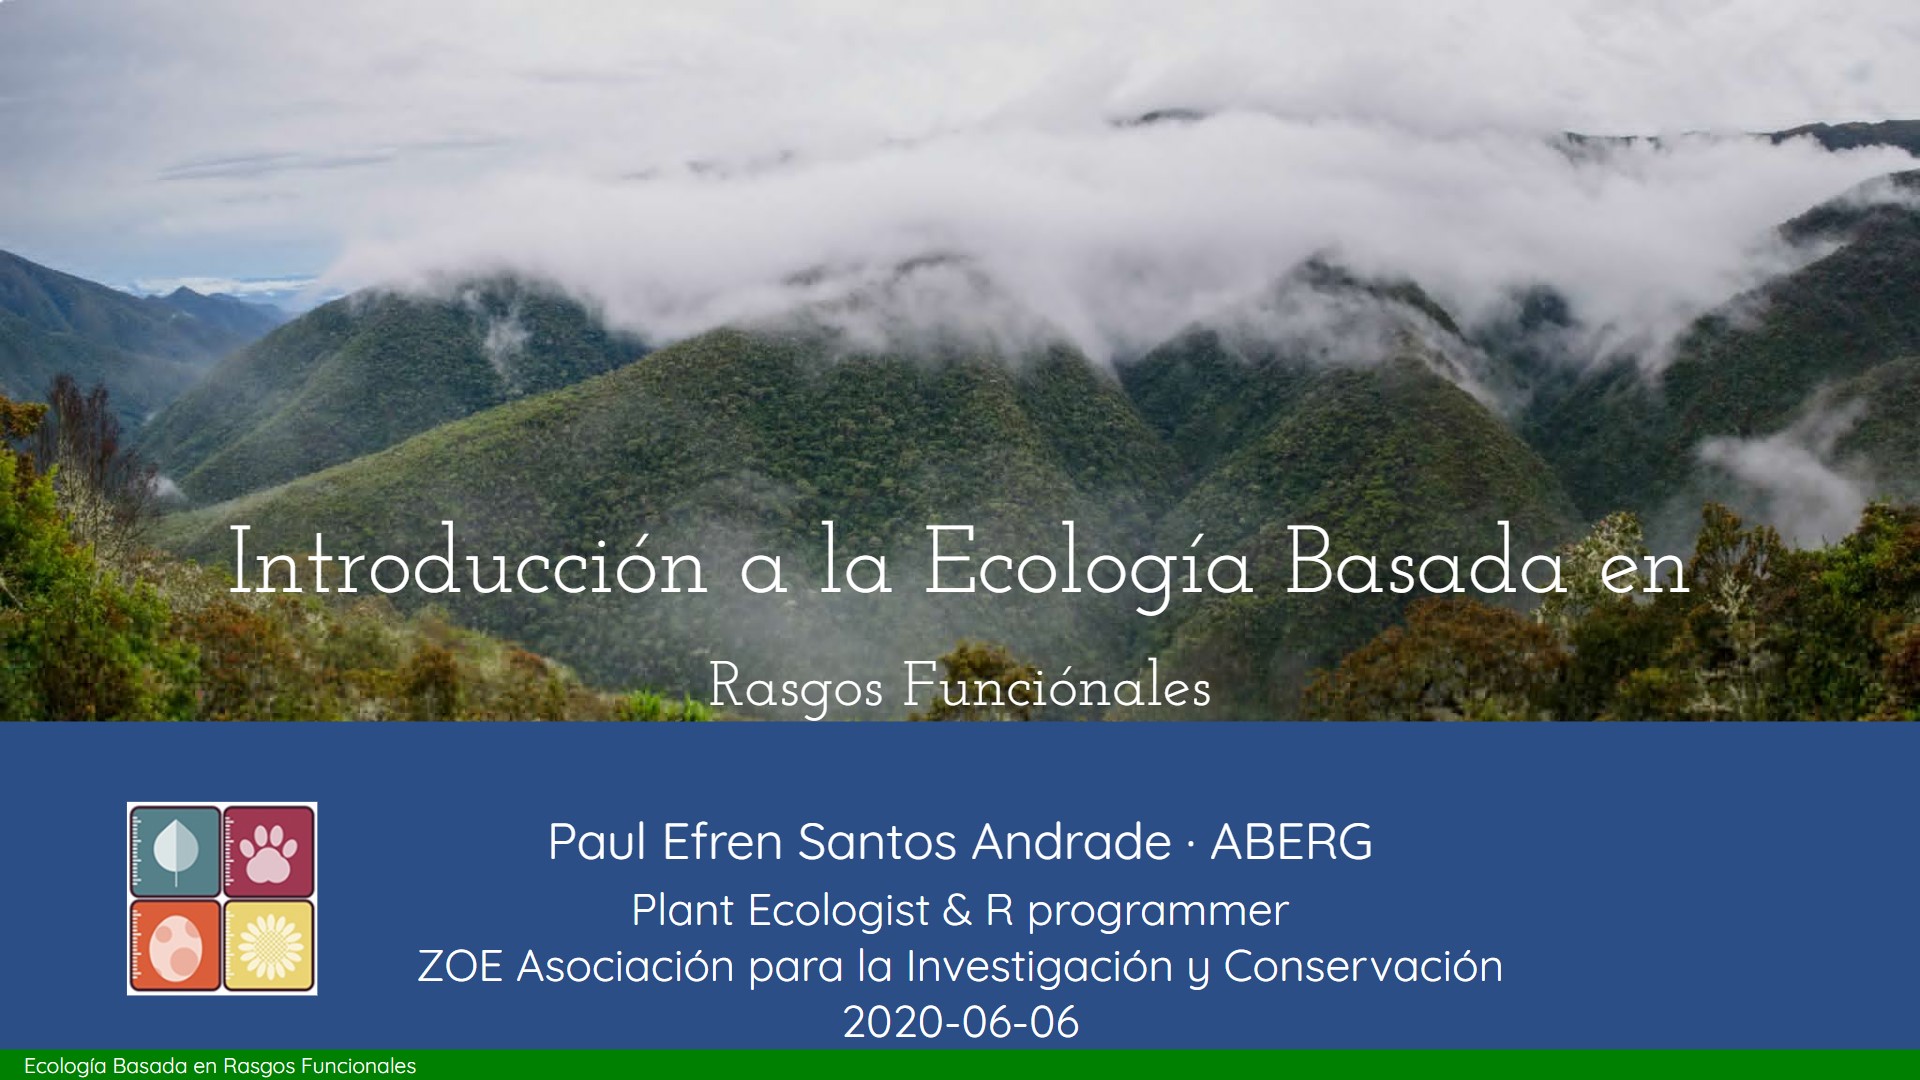 Introducción a la Ecología Basada en
Rasgos Funciónales
Paul Efren Santos Andrade · ABERG
Plant Ecologist & R programmer
ZOE Asociación para la Investigación y Conservación
2020-06-06
Ecología Basada en Rasgos Funcionales